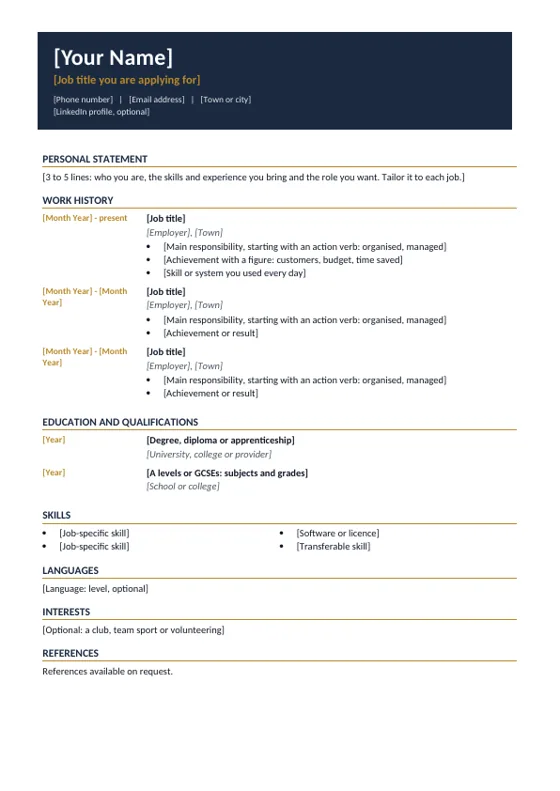 [Your Name]
[Job title you are applying for]
[Phone number] | [Email address] | [Town or city]
[LinkedIn profile, optional]
PERSONAL STATEMENT
[3 to 5 lines: who you are, the skills and experience you bring and the role you want. Tailor it to each job.]
WORK HISTORY
[Month Year] - present
[Job title]
[Employer], [Town]
• [Main responsibility, starting with an action verb: organised, managed]
• [Achievement with a figure: customers, budget, time saved]
• [Skill or system you used every day]
[Month Year] - [Month
Year]
[Job title]
[Employer], [Town]
• [Main responsibility, starting with an action verb: organised, managed]
• [Achievement or result]
[Month Year] - [Month
Year]
[Job title]
[Employer], [Town]
• [Main responsibility, starting with an action verb: organised, managed]
• [Achievement or result]
EDUCATION AND QUALIFICATIONS
[Year]
[Degree, diploma or apprenticeship]
[University, college or provider]
[Year]
[A levels or GCSEs: subjects and grades]
[School or college]
SKILLS
• [Job-specific skill]
• [Job-specific skill]
• [Software or licence]
• [Transferable skill]
LANGUAGES
[Language: level, optional]
INTERESTS
[Optional: a club, team sport or volunteering]
REFERENCES
References available on request.